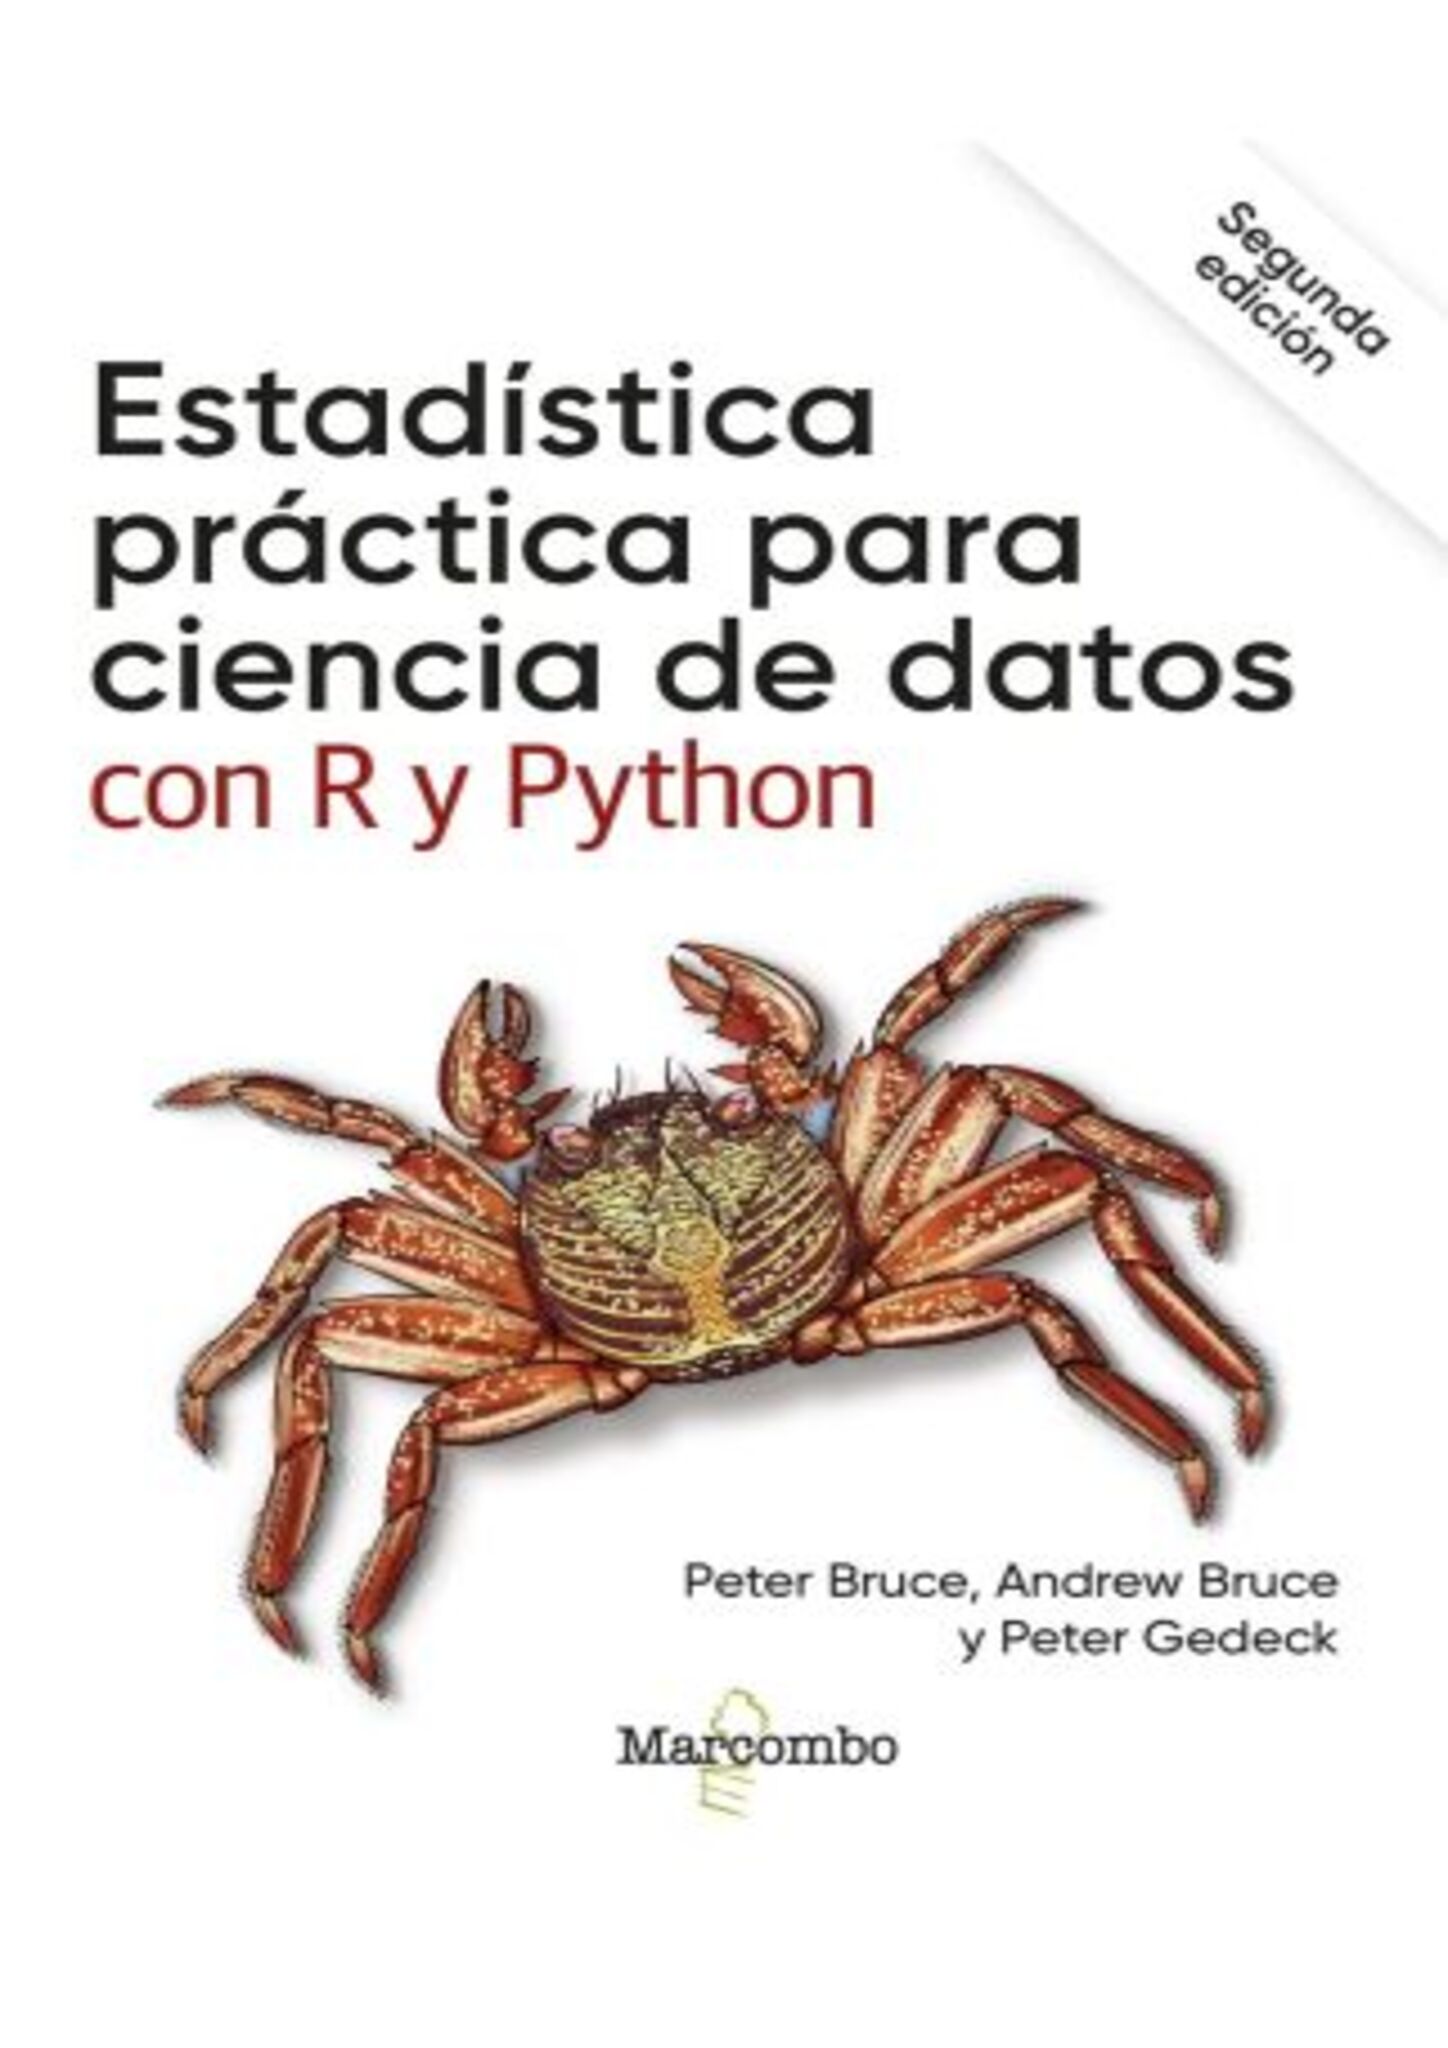 Segunda
edición
Estadística
práctica para
ciencia de datos
con R y Python
Peter Bruce, Andrew Bruce
y Peter Gedeck
Marcombo